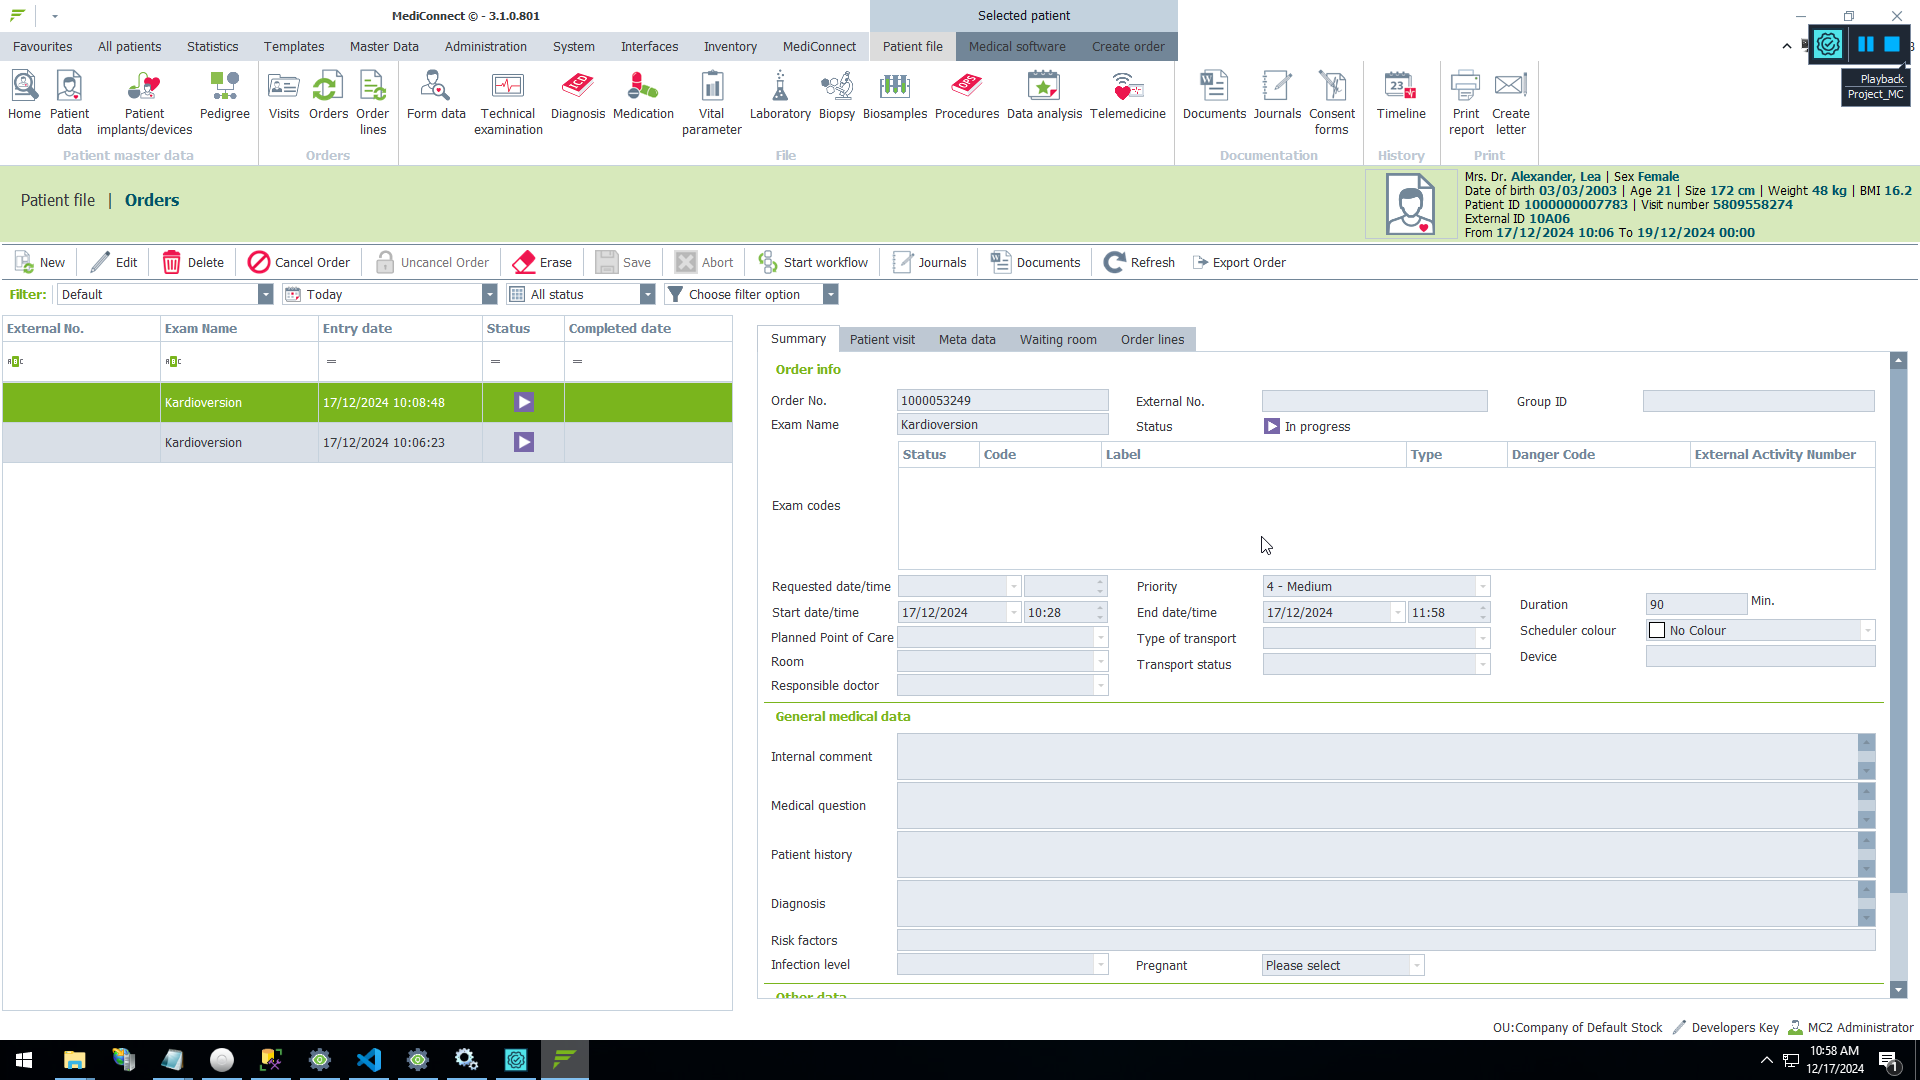 MediConnect © - 3.1.0.801
Selected patient
Favourites All patients Statistics Templates Master Data Administration System Interfaces Inventory MediConnect Patient file Medical software Create order
Playback
Project_MC
Home
Patient data
Patient implants/devices
Pedigree
Visits
Orders
Order lines
Form data
Technical examination
Diagnosis
Medication
Vital parameter
Laboratory
Biopsy
Biosamples
Procedures
Data analysis
Telemedicine
Documents
Journals
Consent forms
Timeline
Print report
Create letter
Patient master data Orders File Documentation History Print
Patient file | Orders
Mrs. Dr. Alexander, Lea | Sex Female
Date of birth 03/03/2003 | Age 21 | Size 172 cm | Weight 48 kg | BMI 16.2
Patient ID 1000000007783 | Visit number 5809558274
External ID 10A06
From 17/12/2024 10:06 To 19/12/2024 00:00
New Edit Delete Cancel Order Uncancel Order Erase Save Abort Start workflow Journals Documents Refresh Export Order
Filter: Default Today All status Choose filter option
External No. Exam Name Entry date Status Completed date
Kardioversion 17/12/2024 10:08:48
Kardioversion 17/12/2024 10:06:23
Summary Patient visit Meta data Waiting room Order lines
Order info
Order No. 1000053249 External No. Group ID
Exam Name Kardioversion Status In progress
Status Code Label Type Danger Code External Activity Number
Exam codes
Requested date/time Priority 4 - Medium
Start date/time 17/12/2024 10:28 End date/time 17/12/2024 11:58 Duration 90 Min.
Planned Point of Care Type of transport Scheduler colour No Colour
Room Transport status Device
Responsible doctor
General medical data
Internal comment
Medical question
Patient history
Diagnosis
Risk factors
Infection level Pregnant Please select
Other data
OU:Company of Default Stock Developers Key MC2 Administrator
10:58 AM
12/17/2024
1